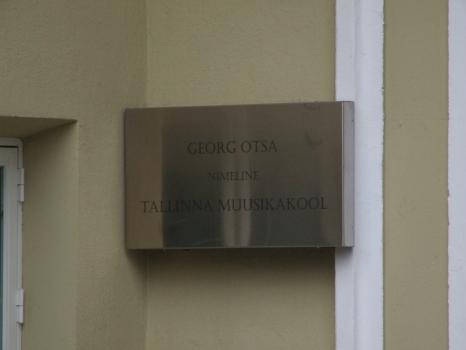 GEORG OTSA
NIMELINE
TALLINNA MUUSIKAKOOL